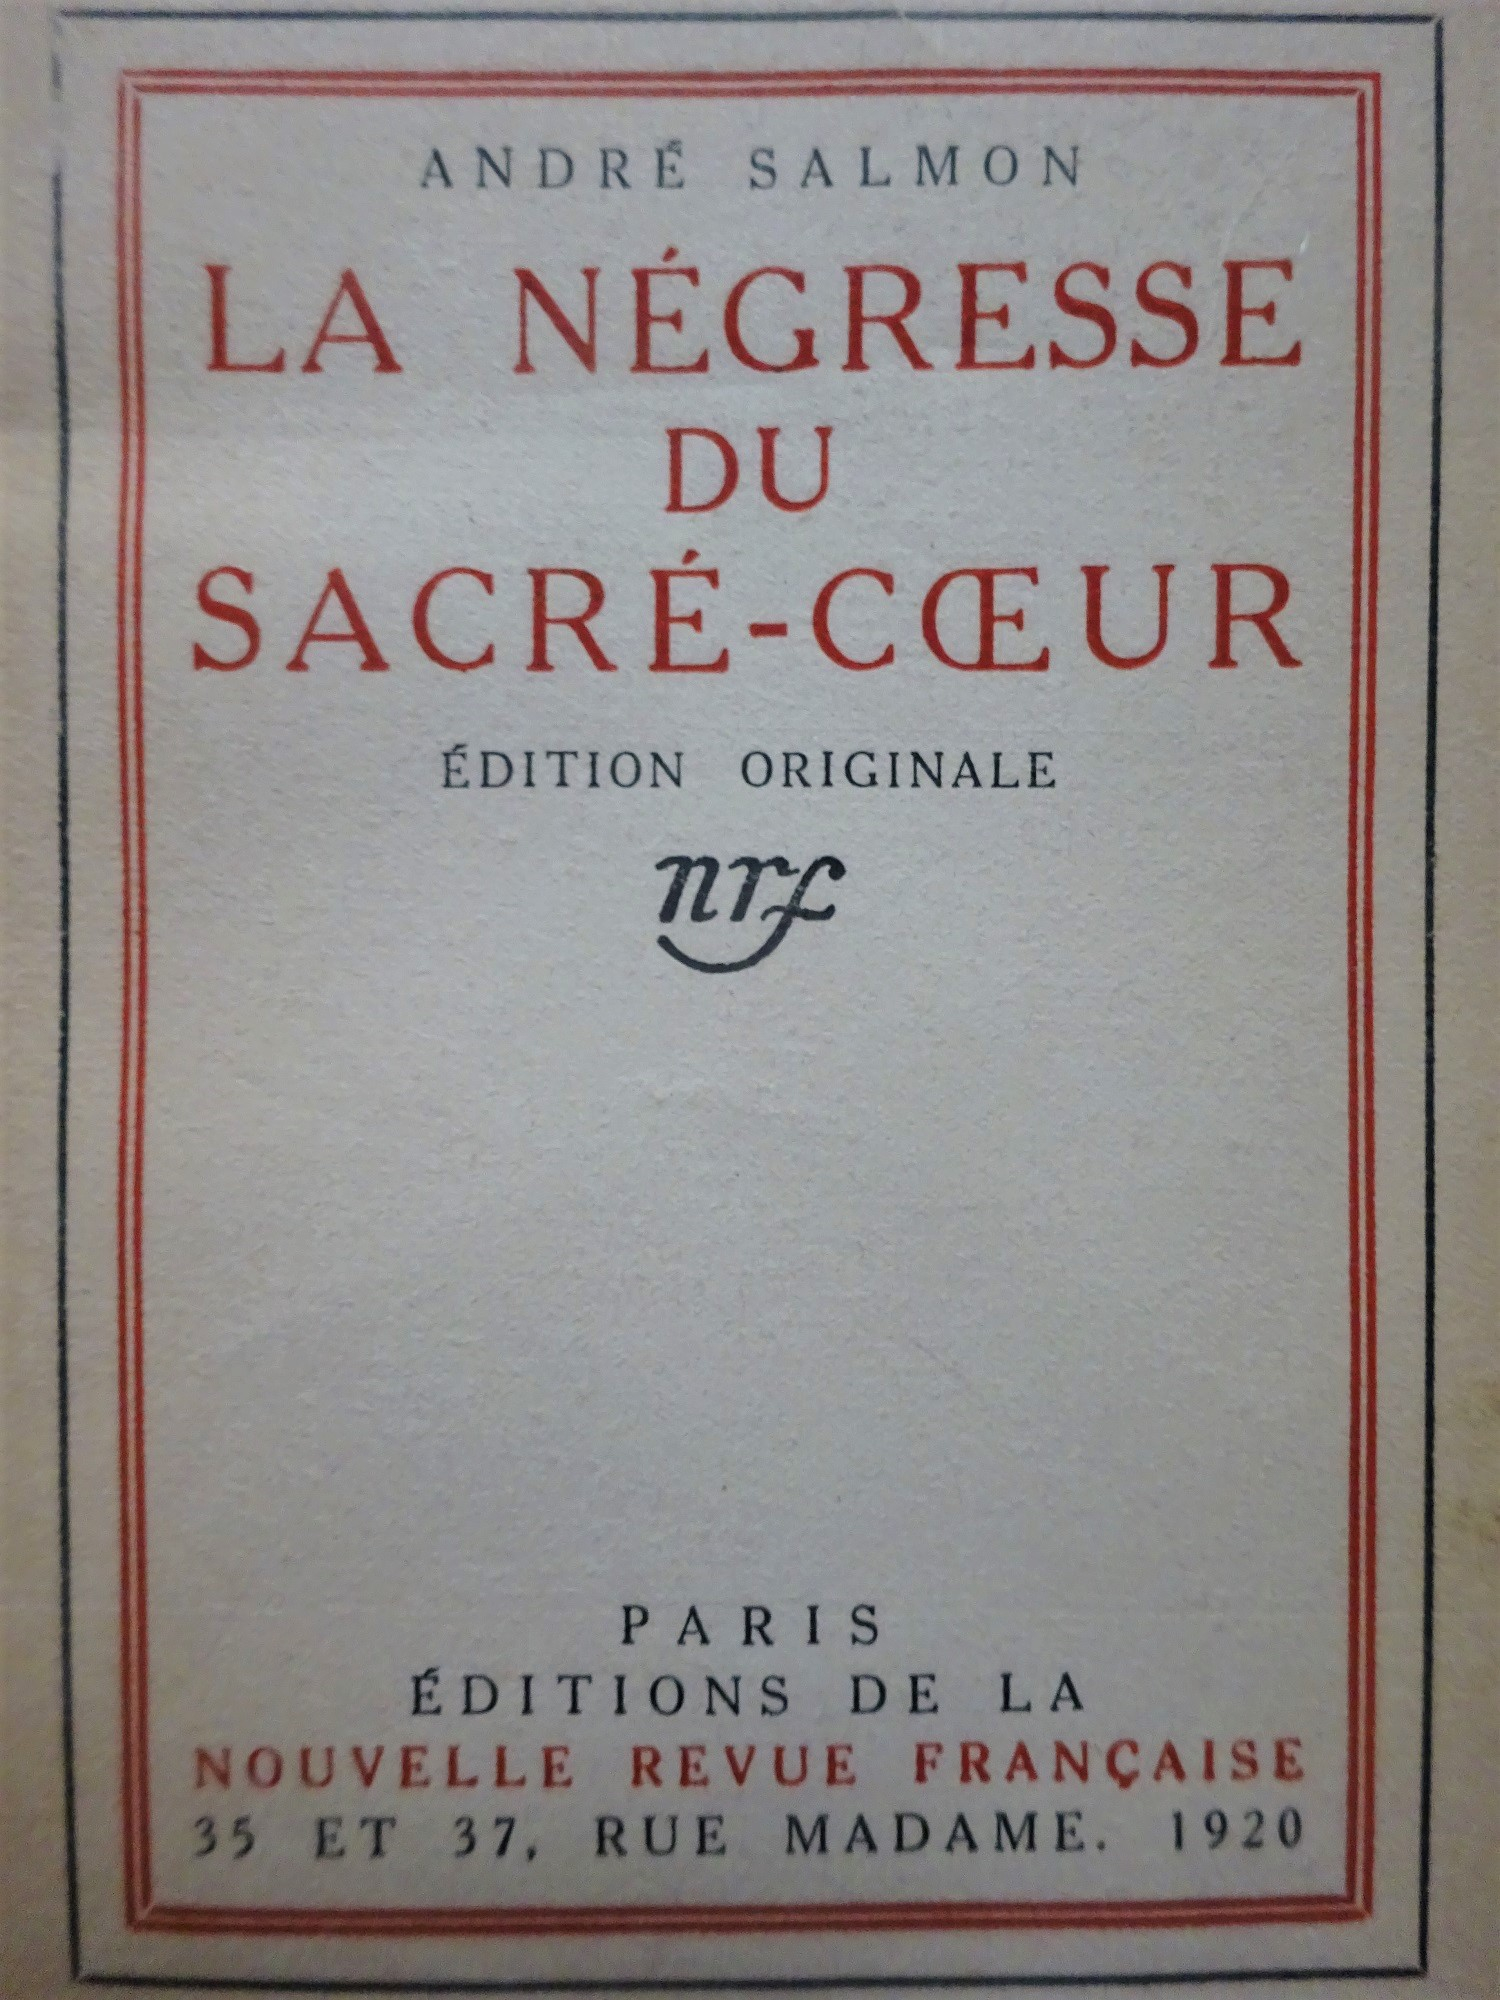 ANDRÉ SALMON
LA NÉGRESSE
DU
SACRÉ-CŒUR
ÉDITION ORIGINALE
nrf
PARIS
ÉDITIONS DE LA
NOUVELLE REVUE FRANÇAISE
35 ET 37, RUE MADAME. 1920